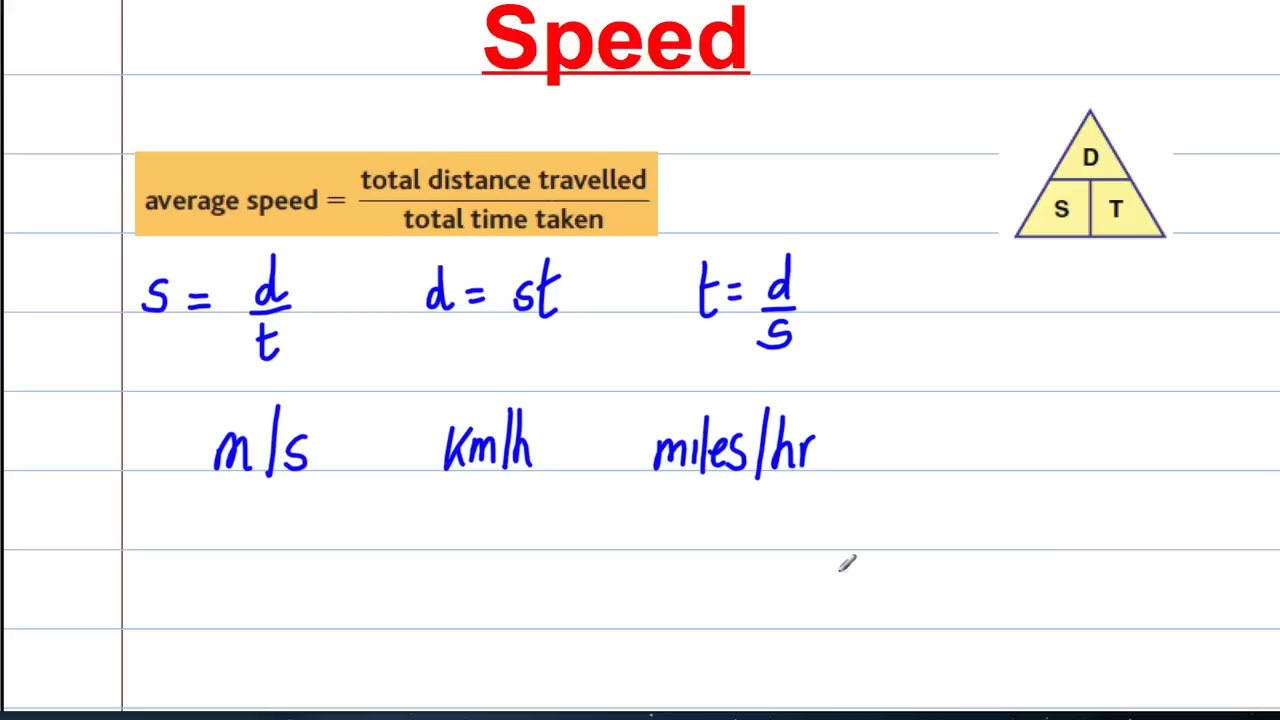 Speed
average speed = total distance travelled / total time taken
D
S T
s = d/t d = st t = d/s
m/s km/h miles/hr